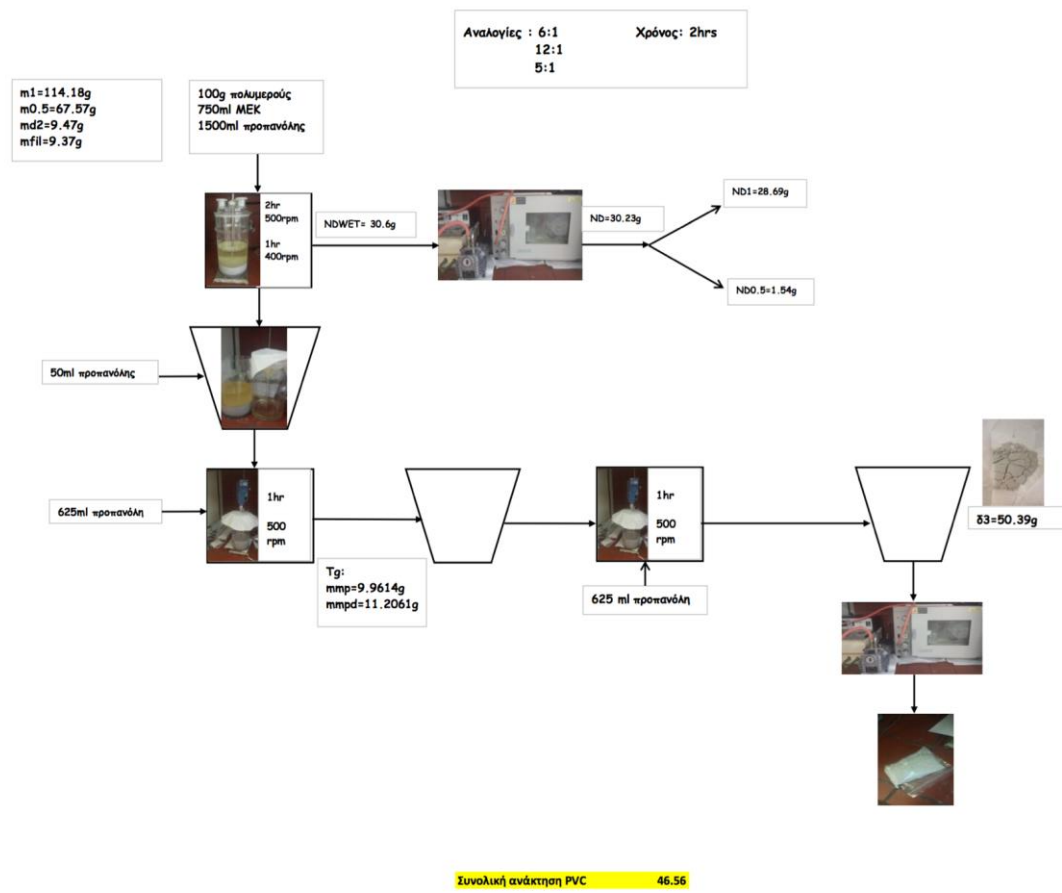 Αναλογίες : 6:1 Χρόνος: 2hrs
12:1
5:1
m1=114.18g
m0.5=67.57g
md2=9.47g
mfil=9.37g
100g πολυμερούς
750ml ΜΕΚ
1500ml προπανόλης
2hr
500rpm
1hr
400rpm
NDWET= 30.6g
ND=30.23g
ND1=28.69g
ND0.5=1.54g
50ml προπανόλης
625ml προπανόλη
1hr
500
rpm
Tg:
mmp=9.9614g
mmpd=11.2061g
1hr
500
rpm
625 ml προπανόλη
δ3=50.39g
Συνολική ανάκτηση PVC 46.56